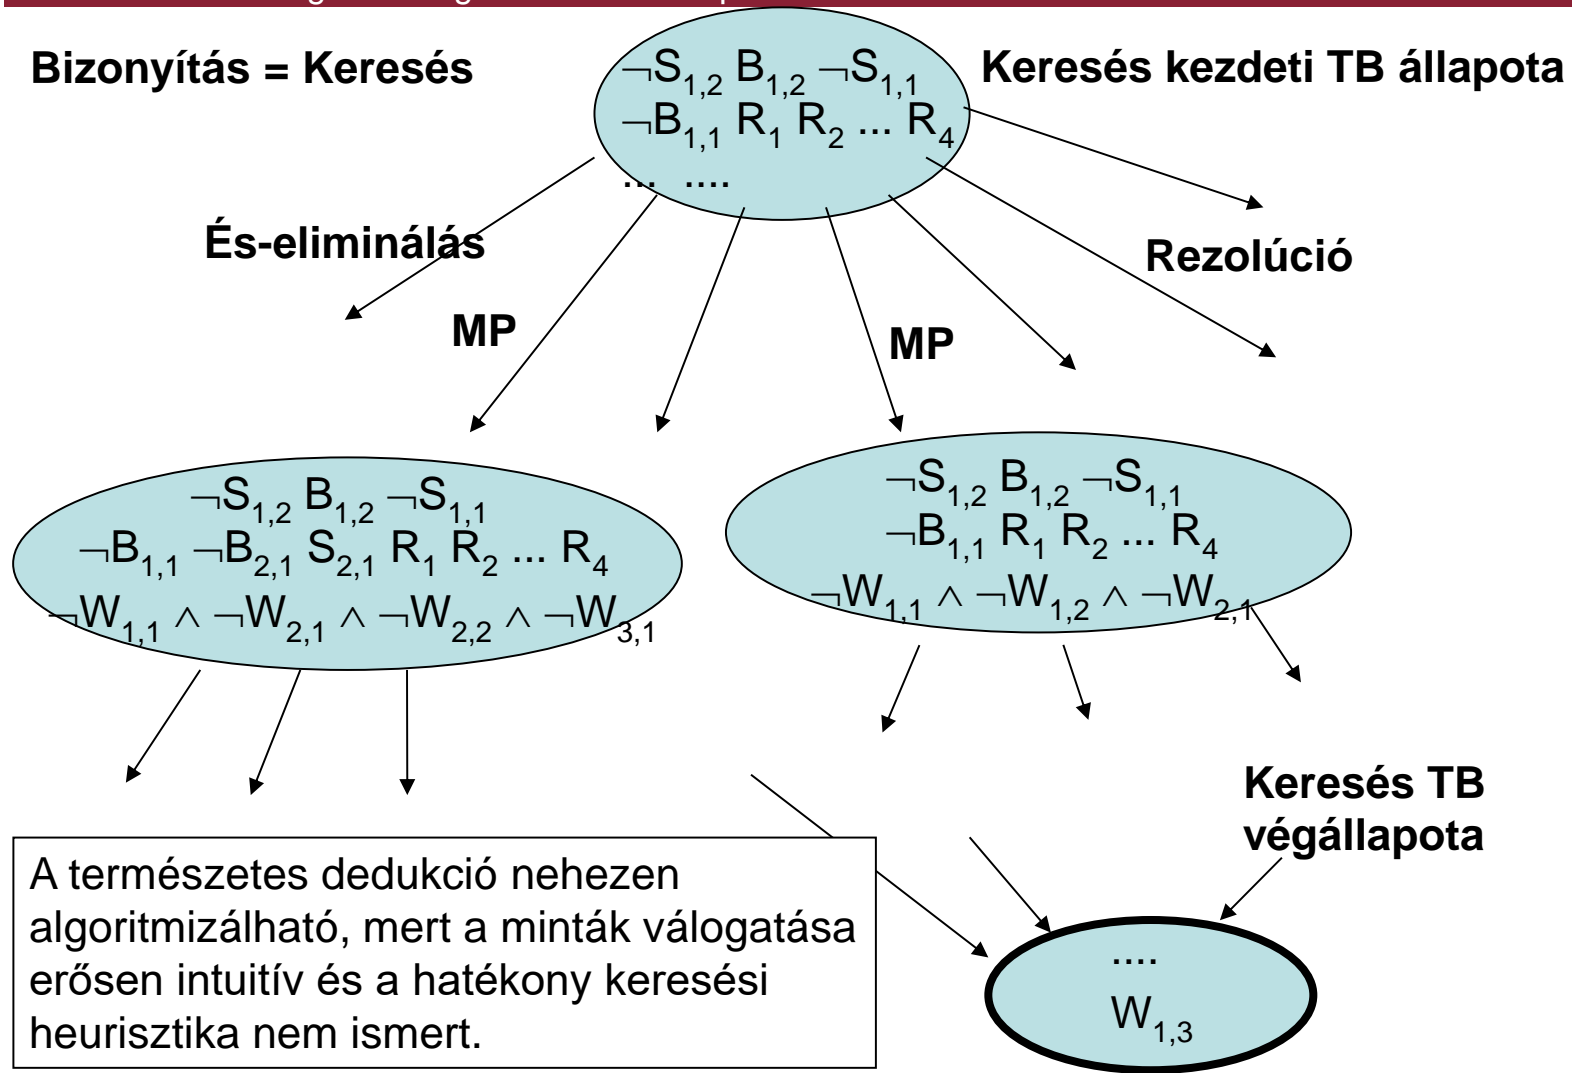 Bizonyítás = Keresés
¬S1,2 B1,2 ¬S1,1
¬B1,1 R1 R2 ... R4
... ....
Keresés kezdeti TB állapota
És-eliminálás
Rezolúció
MP
MP
¬S1,2 B1,2 ¬S1,1
¬B1,1 ¬B2,1 S2,1 R1 R2 ... R4
¬W1,1 ∧ ¬W2,1 ∧ ¬W2,2 ∧ ¬W3,1
¬S1,2 B1,2 ¬S1,1
¬B1,1 R1 R2 ... R4
¬W1,1 ∧ ¬W1,2 ∧ ¬W2,1
Keresés TB
végállapota
A természetes dedukció nehezen
algoritmizálható, mert a minták válogatása
erősen intuitív és a hatékony keresési
heurisztika nem ismert.
....
W1,3